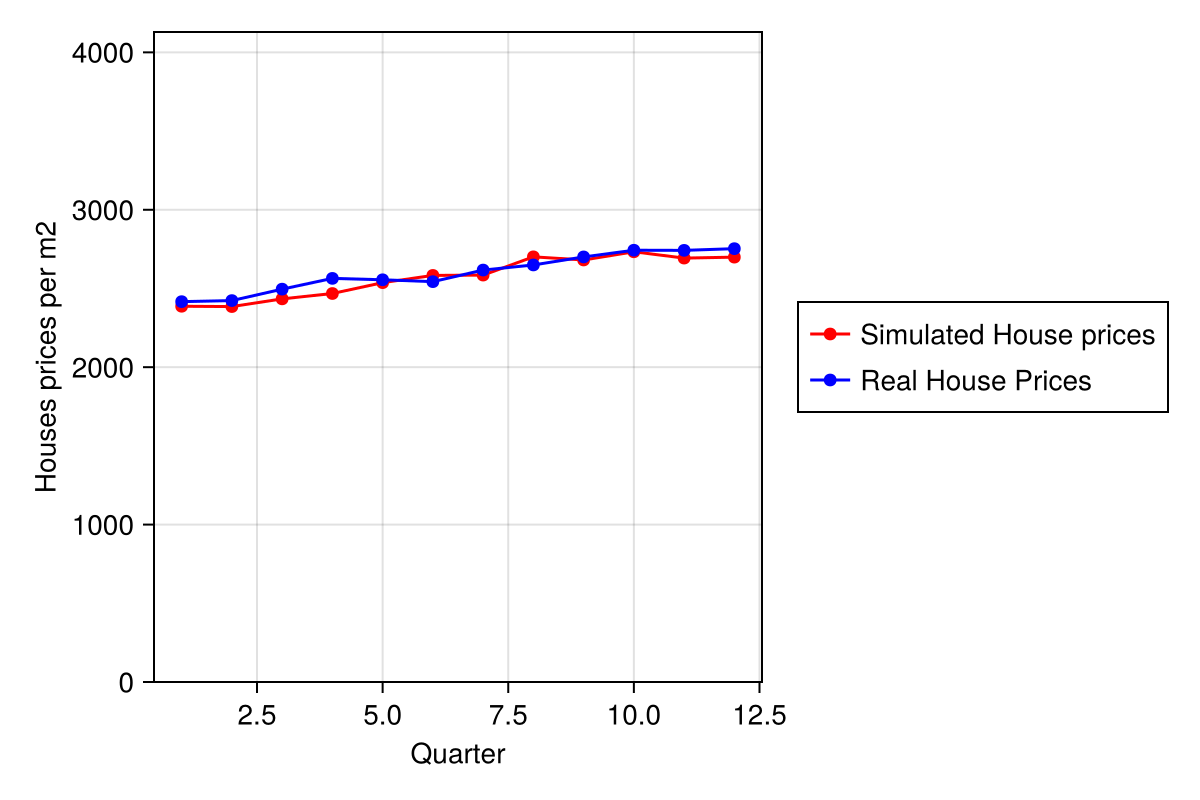 4000
3000
2000
1000
0
Houses prices per m2
2.5 5.0 7.5 10.0 12.5
Quarter
Simulated House prices
Real House Prices